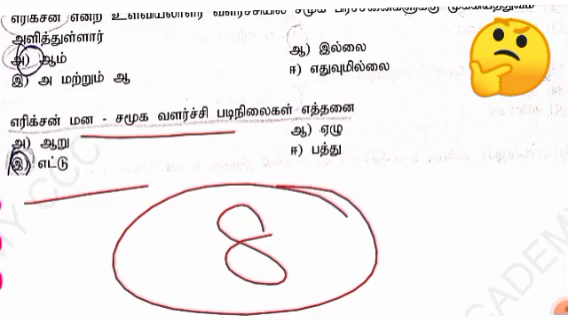 எரிக்சன் என்ற உளவியலாளர் வளர்ச்சியில் சமூக பிரச்சனைகளுக்கு முக்கியத்துவம்
அளித்துள்ளார்
அ) ஆம் ஆ) இல்லை
இ) அ மற்றும் ஆ ஈ) எதுவுமில்லை
எரிக்சன் மன - சமூக வளர்ச்சி படிநிலைகள் எத்தனை
அ) ஆறு ஆ) ஏழு
இ) எட்டு ஈ) பத்து
8